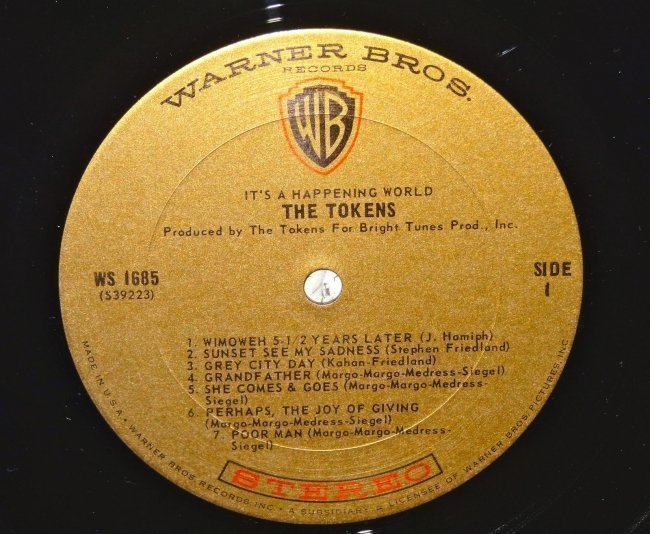 WARNER BROS.
RECORDS
WB
IT'S A HAPPENING WORLD
THE TOKENS
Produced by The Tokens For Bright Tunes Prod., Inc.
WS 1685
(S39223)
SIDE
1
1. WIMOWEH 5-1/2 YEARS LATER (J. Homiph)
2. SUNSET SEE MY SADNESS (Stephen Friedland)
3. GREY CITY DAY (Kahan-Friedland)
4. GRANDFATHER (Margo-Margo-Medress-Siegel)
5. SHE COMES & GOES (Margo-Margo-Medress-
Siegel)
6. PERHAPS, THE JOY OF GIVING
(Margo-Margo-Medress-Siegel)
7. POOR MAN (Margo-Margo-Medress-
Siegel)
STEREO
MADE IN U.S.A. • WARNER BROS RECORDS INC. • A SUBSIDIARY & LICENSEE OF WARNER BROS. PICTURES, INC.